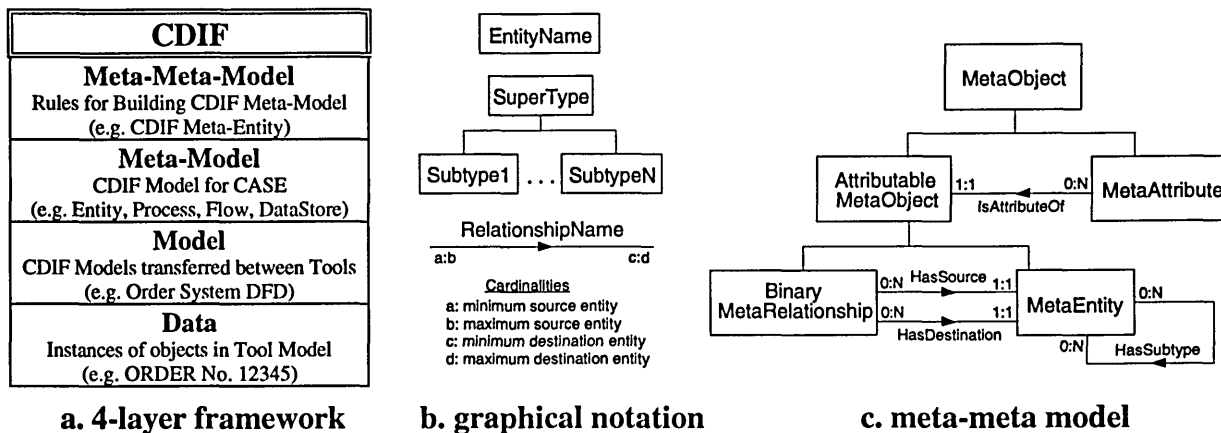 CDIF
Meta-Meta-Model
Rules for Building CDIF Meta-Model
(e.g. CDIF Meta-Entity)
Meta-Model
CDIF Model for CASE
(e.g. Entity, Process, Flow, DataStore)
Model
CDIF Models transferred between Tools
(e.g. Order System DFD)
Data
Instances of objects in Tool Model
(e.g. ORDER No. 12345)
a. 4-layer framework
EntityName
SuperType
Subtype1 . . . SubtypeN
RelationshipName
a:b c:d
Cardinalities
a: minimum source entity
b: maximum source entity
c: minimum destination entity
d: maximum destination entity
b. graphical notation
MetaObject
Attributable
MetaObject
1:1 0:N
IsAttributeOf
MetaAttribute
Binary
MetaRelationship
0:N HasSource 1:1
0:N 1:1
HasDestination
MetaEntity
0:N
0:N
HasSubtype
c. meta-meta model